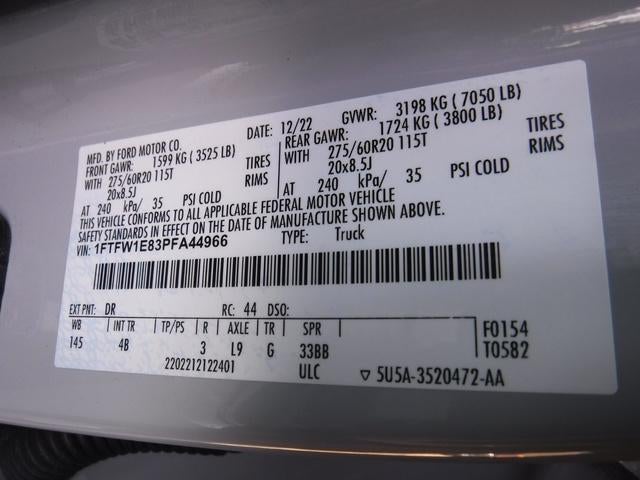 MFD. BY FORD MOTOR CO. DATE: 12/22 GVWR: 3198 KG ( 7050 LB)
FRONT GAWR: 1599 KG ( 3525 LB) REAR GAWR: 1724 KG ( 3800 LB)
WITH 275/60R20 115T TIRES 275/60R20 115T TIRES
20x8.5J RIMS WITH 20x8.5J RIMS
AT 240 kPa/ 35 PSI COLD AT 240 kPa/ 35 PSI COLD
THIS VEHICLE CONFORMS TO ALL APPLICABLE FEDERAL MOTOR VEHICLE
SAFETY STANDARDS IN EFFECT ON THE DATE OF MANUFACTURE SHOWN ABOVE.
VIN: 1FTFW1E83PFA44966 TYPE: Truck
EXT PNT: DR RC: 44 DSO:
WB INT TR TP/PS R AXLE TR SPR
145 4B 3 L9 G 33BB
F0154
T0582
2202212122401 ULC ▽ 5U5A-3520472-AA